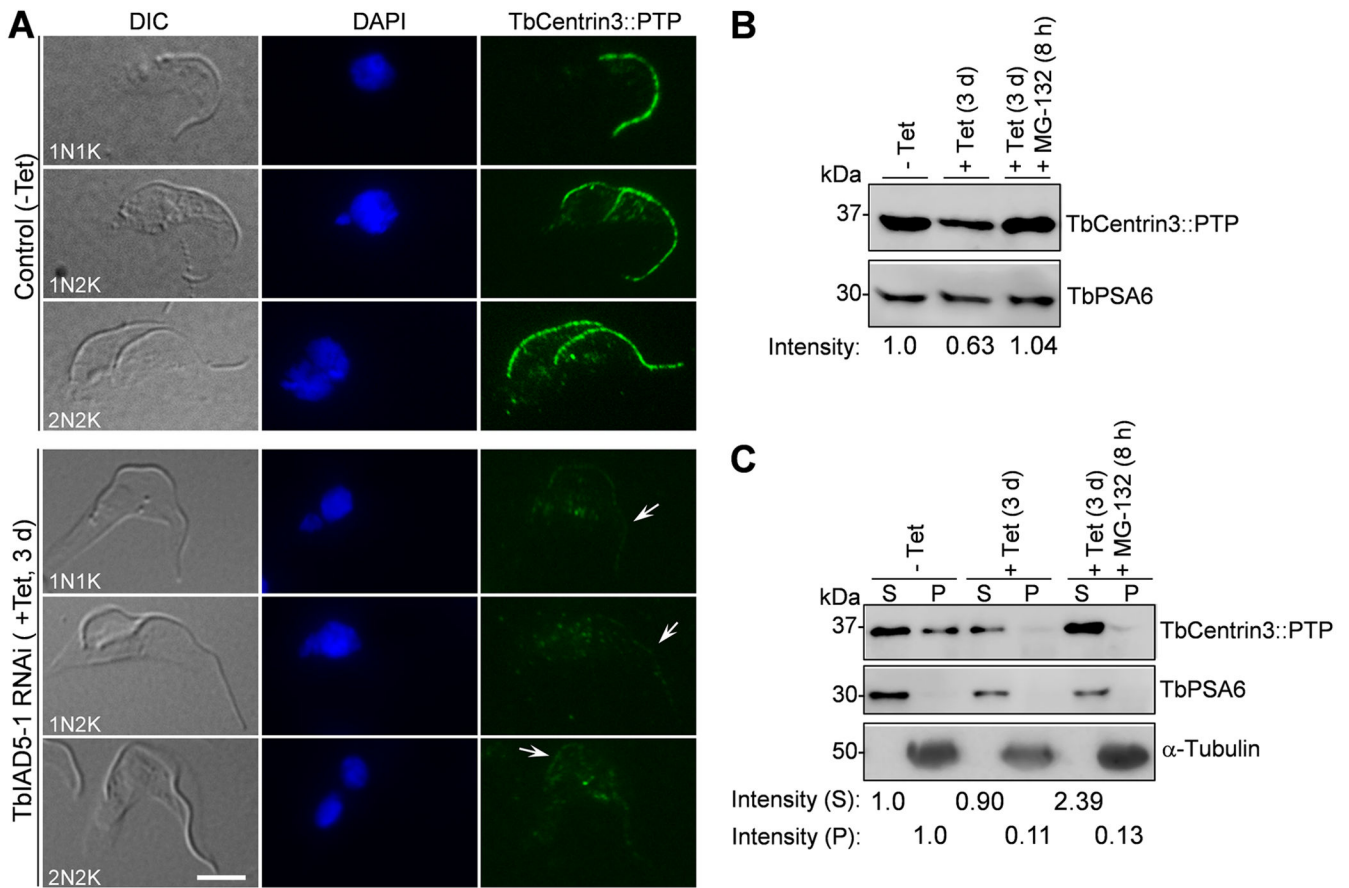 A
DIC DAPI TbCentrin3::PTP
Control (-Tet)
1N1K
1N2K
2N2K
TbIAD5-1 RNAi ( +Tet, 3 d)
1N1K
1N2K
2N2K
B
- Tet
+ Tet (3 d)
+ Tet (3 d)
+ MG-132 (8 h)
kDa
37- TbCentrin3::PTP
30- TbPSA6
Intensity: 1.0 0.63 1.04
C
- Tet
+ Tet (3 d)
+ Tet (3 d)
+ MG-132 (8 h)
kDa S P S P S P
37- TbCentrin3::PTP
30- TbPSA6
50- α-Tubulin
Intensity (S): 1.0 0.90 2.39
Intensity (P): 1.0 0.11 0.13